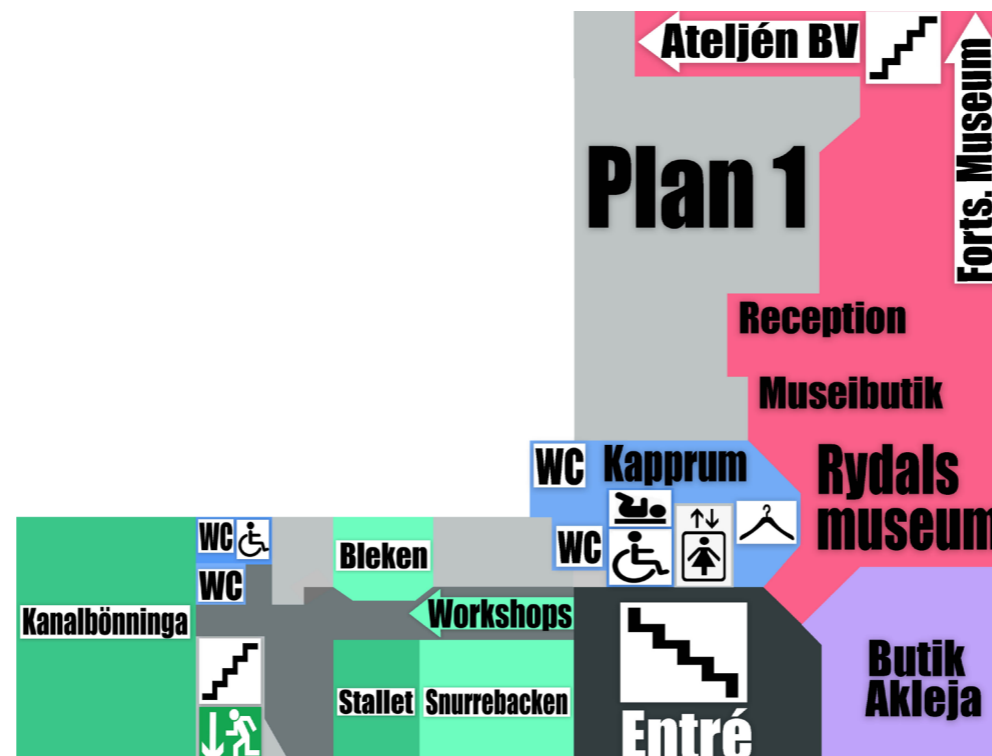 Ateljén BV
Forts. Museum
Plan 1
Reception
Museibutik
WC
Kapprum
Rydals
museum
WC
WC
Bleken
WC
Kanalbönninga
Workshops
Butik
Akleja
Stallet
Snurrebacken
Entré